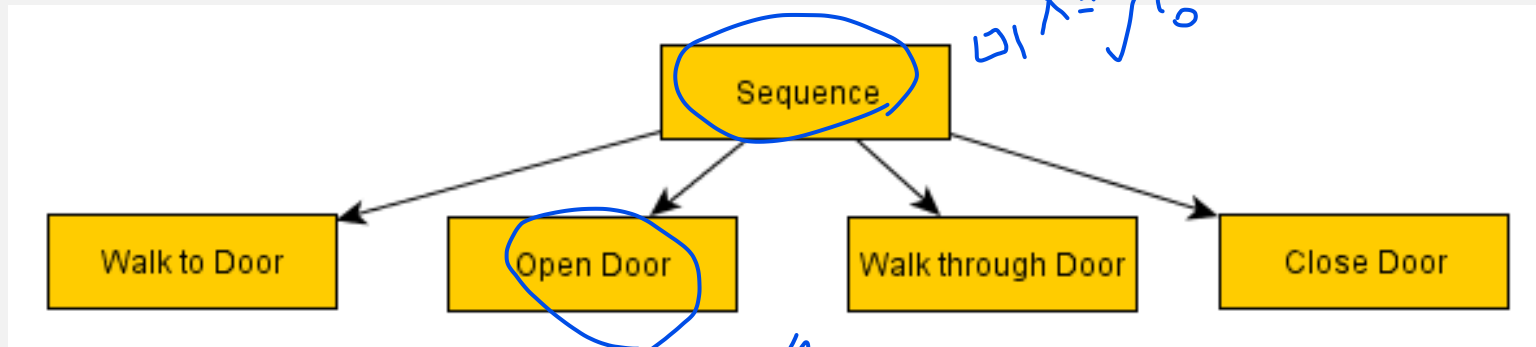 Sequence
Walk to Door
Open Door
Walk through Door
Close Door